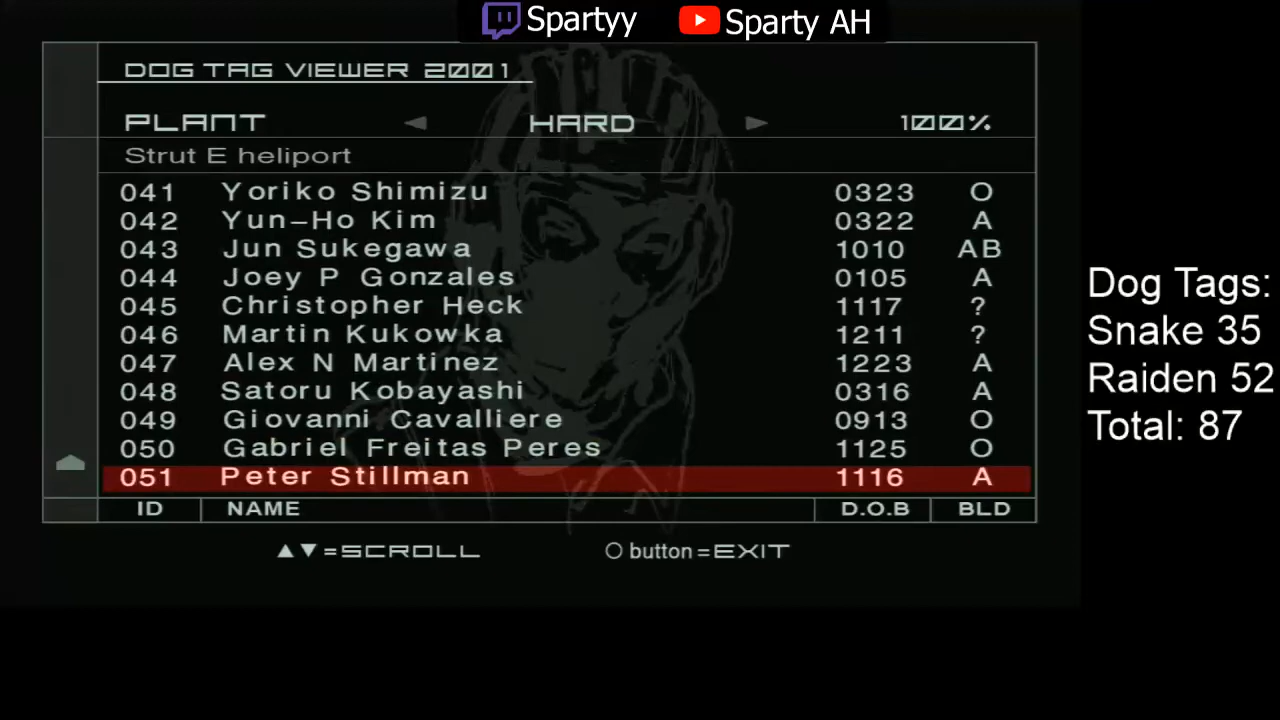 Spartyy Sparty AH
DOG TAG VIEWER 2001
PLANT HARD 100%
Strut E heliport
041 Yoriko Shimizu 0323 O
042 Yun-Ho Kim 0322 A
043 Jun Sukegawa 1010 AB
044 Joey P Gonzales 0105 A
045 Christopher Heck 1117 ?
046 Martin Kukowka 1211 ?
047 Alex N Martinez 1223 A
048 Satoru Kobayashi 0316 A
049 Giovanni Cavalliere 0913 O
050 Gabriel Freitas Peres 1125 O
051 Peter Stillman 1116 A
ID NAME D.O.B BLD
▲▼=SCROLL O button=EXIT
Dog Tags:
Snake 35
Raiden 52
Total: 87